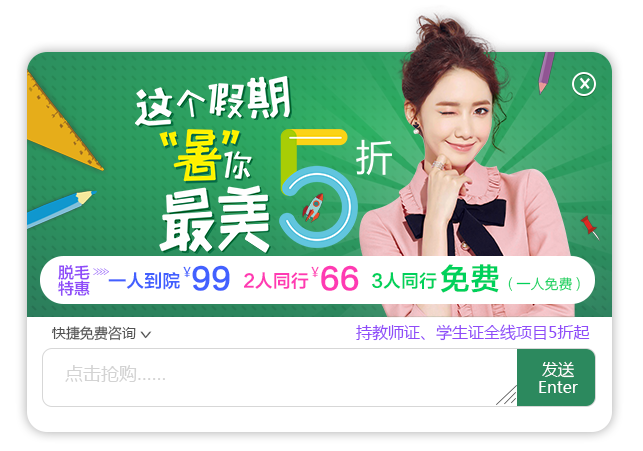 这个假期
“暑”你
最美
5折
脱毛
特惠
一人到院¥99 2人同行¥66 3人同行免费（一人免费）
快捷免费咨询
持教师证、学生证全线项目5折起
点击抢购......
发送
Enter